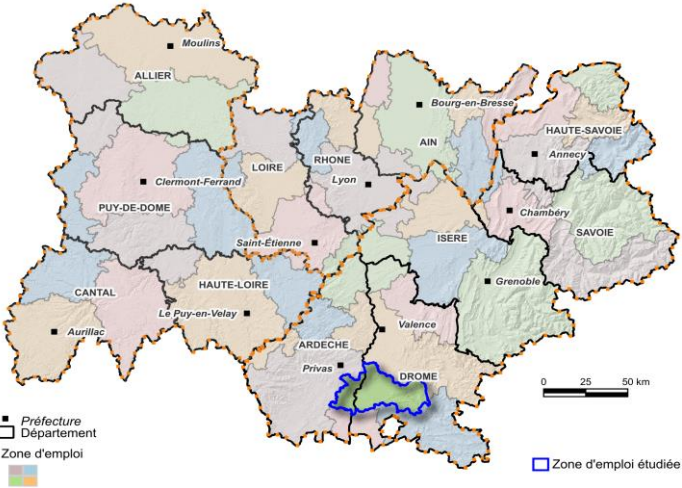 Moulins
ALLIER
Bourg-en-Bresse
AIN
HAUTE-SAVOIE
LOIRE
RHONE
Annecy
Clermont-Ferrand
Lyon
PUY-DE-DOME
Chambéry
SAVOIE
Saint-Étienne
ISERE
Grenoble
CANTAL
HAUTE-LOIRE
Le Puy-en-Velay
Aurillac
Valence
ARDECHE
Privas
DROME
0 25 50 km
Préfecture
Département
Zone d'emploi
Zone d'emploi étudiée